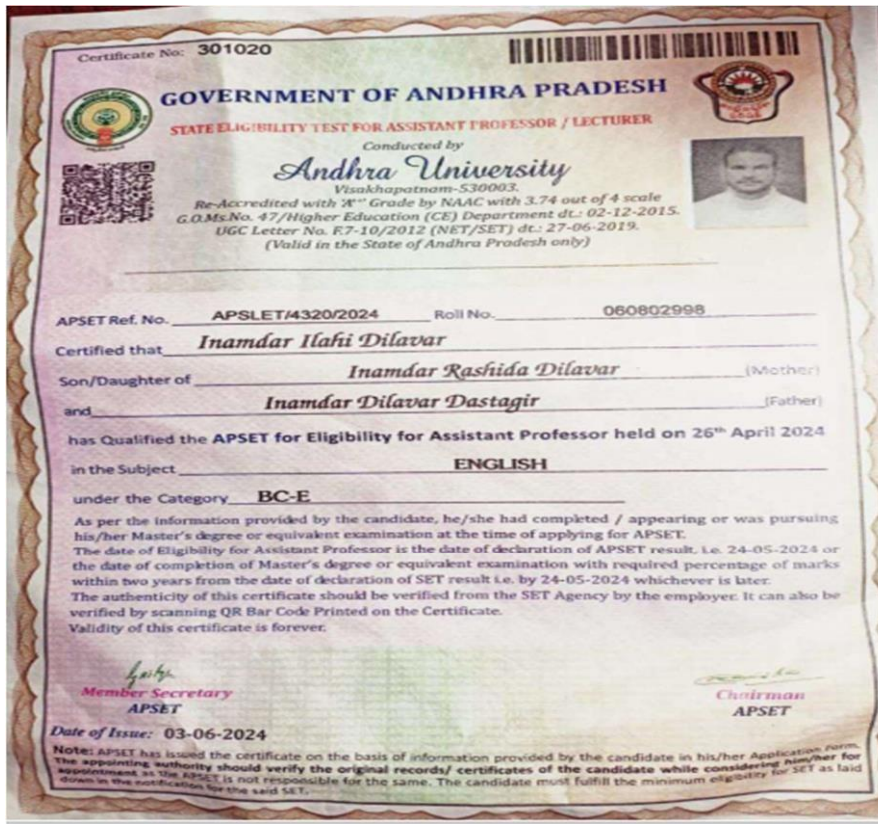 Certificate No: 301020
GOVERNMENT OF ANDHRA PRADESH
STATE ELIGIBILITY TEST FOR ASSISTANT PROFESSOR / LECTURER
Conducted by
Andhra University
Visakhapatnam-530003.
Re-Accredited with 'A'' Grade by NAAC with 3.74 out of 4 scale
G.O.Ms.No. 47/Higher Education (CE) Department dt.: 02-12-2015.
UGC Letter No. F.7-10/2012 (NET/SET) dt.: 27-06-2019.
(Valid in the State of Andhra Pradesh only)
APSET Ref. No. APSLET/4320/2024 Roll No. 060802998
Certified that Inamdar Ilahi Dilavar
Son/Daughter of Inamdar Rashida Dilavar (Mother)
and Inamdar Dilavar Dastagir (Father)
has Qualified the APSET for Eligibility for Assistant Professor held on 26th April 2024
in the Subject ENGLISH
under the Category BC-E
As per the information provided by the candidate, he/she had completed / appearing or was pursuing
his/her Master's degree or equivalent examination at the time of applying for APSET.
The date of Eligibility for Assistant Professor is the date of declaration of APSET result, i.e. 24-05-2024 or
the date of completion of Master's degree or equivalent examination with required percentage of marks
within two years from the date of declaration of SET result i.e. by 24-05-2024 whichever is later.
The authenticity of this certificate should be verified from the SET Agency by the employer. It can also be
verified by scanning QR Bar Code Printed on the Certificate.
Validity of this certificate is forever.
Member Secretary
APSET
Chairman
APSET
Date of Issue: 03-06-2024
Note: APSET has issued the certificate on the basis of information provided by the candidate in his/her Application Form.
The appointing authority should verify the original records/ certificates of the candidate while considering him/her for
appointment as the APSET is not responsible for the same. The candidate must fulfill the minimum eligibility for SET as laid
down in the notification for the said SET.